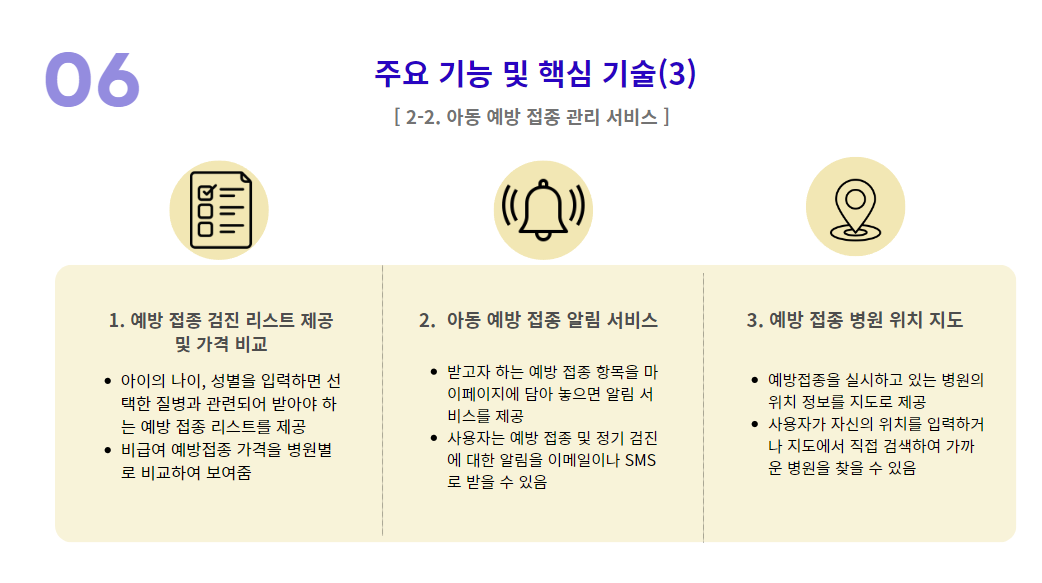 06
주요 기능 및 핵심 기술(3)
[ 2-2. 아동 예방 접종 관리 서비스 ]
1. 예방 접종 검진 리스트 제공
및 가격 비교
• 아이의 나이, 성별을 입력하면 선
택한 질병과 관련되어 받아야 하
는 예방 접종 리스트를 제공
• 비급여 예방접종 가격을 병원별
로 비교하여 보여줌
2. 아동 예방 접종 알림 서비스
• 받고자 하는 예방 접종 항목을 마
이페이지에 담아 놓으면 알림 서
비스를 제공
• 사용자는 예방 접종 및 정기 검진
에 대한 알림을 이메일이나 SMS
로 받을 수 있음
3. 예방 접종 병원 위치 지도
• 예방접종을 실시하고 있는 병원의
위치 정보를 지도로 제공
• 사용자가 자신의 위치를 입력하거
나 지도에서 직접 검색하여 가까
운 병원을 찾을 수 있음